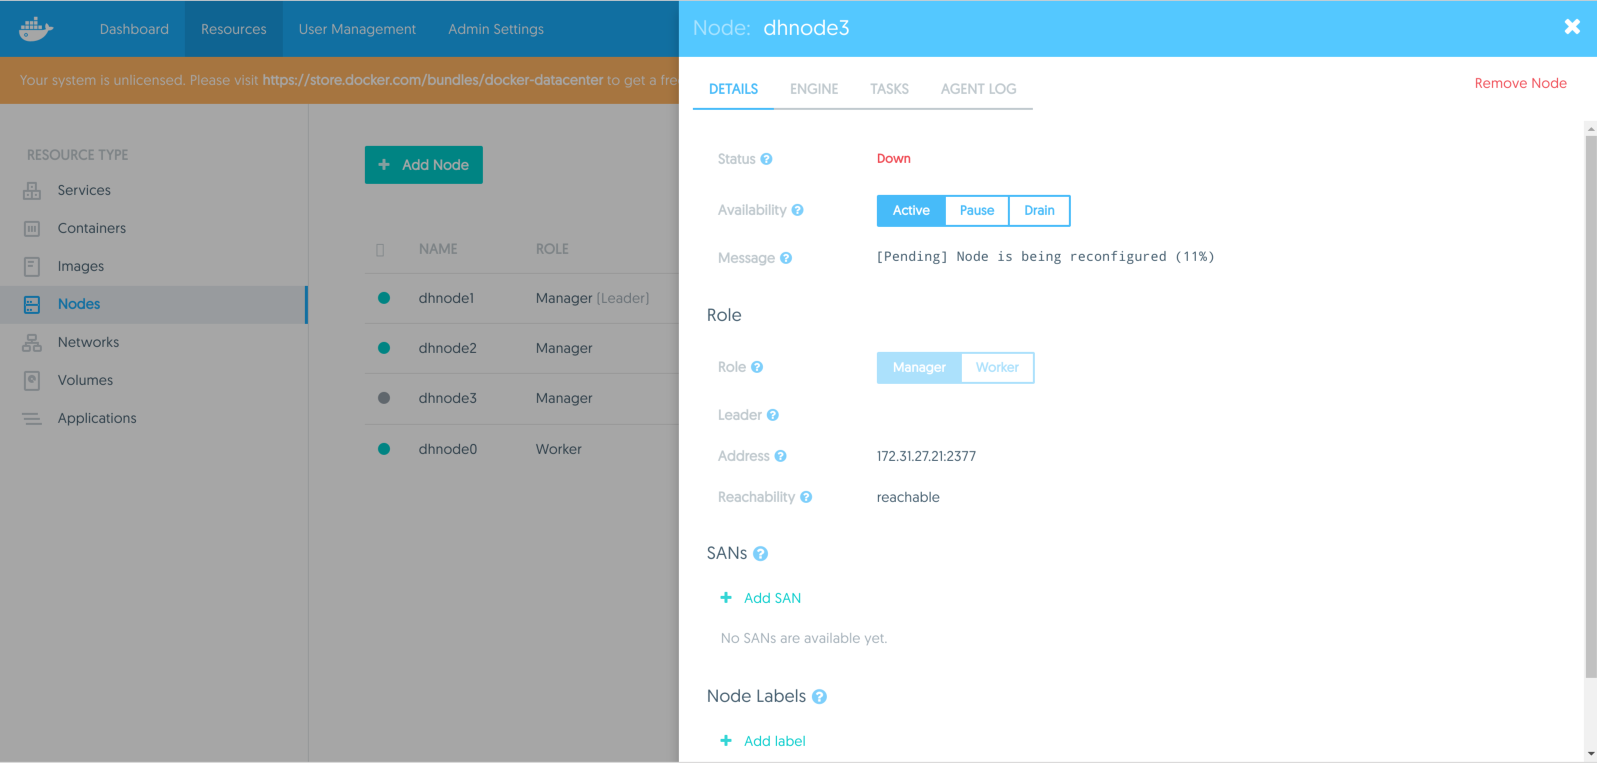 Dashboard Resources User Management Admin Settings
Your system is unlicensed. Please visit https://store.docker.com/bundles/docker-datacenter to get a fre
RESOURCE TYPE
Services
Containers
Images
Nodes
Networks
Volumes
Applications
+ Add Node
NAME ROLE
dhnode1 Manager (Leader)
dhnode2 Manager
dhnode3 Manager
dhnode0 Worker
Node: dhnode3
DETAILS ENGINE TASKS AGENT LOG
Remove Node
Status ? Down
Availability ? Active Pause Drain
Message ? [Pending] Node is being reconfigured (11%)
Role
Role ? Manager Worker
Leader ?
Address ? 172.31.27.21:2377
Reachability ? reachable
SANs ?
+ Add SAN
No SANs are available yet.
Node Labels ?
+ Add label